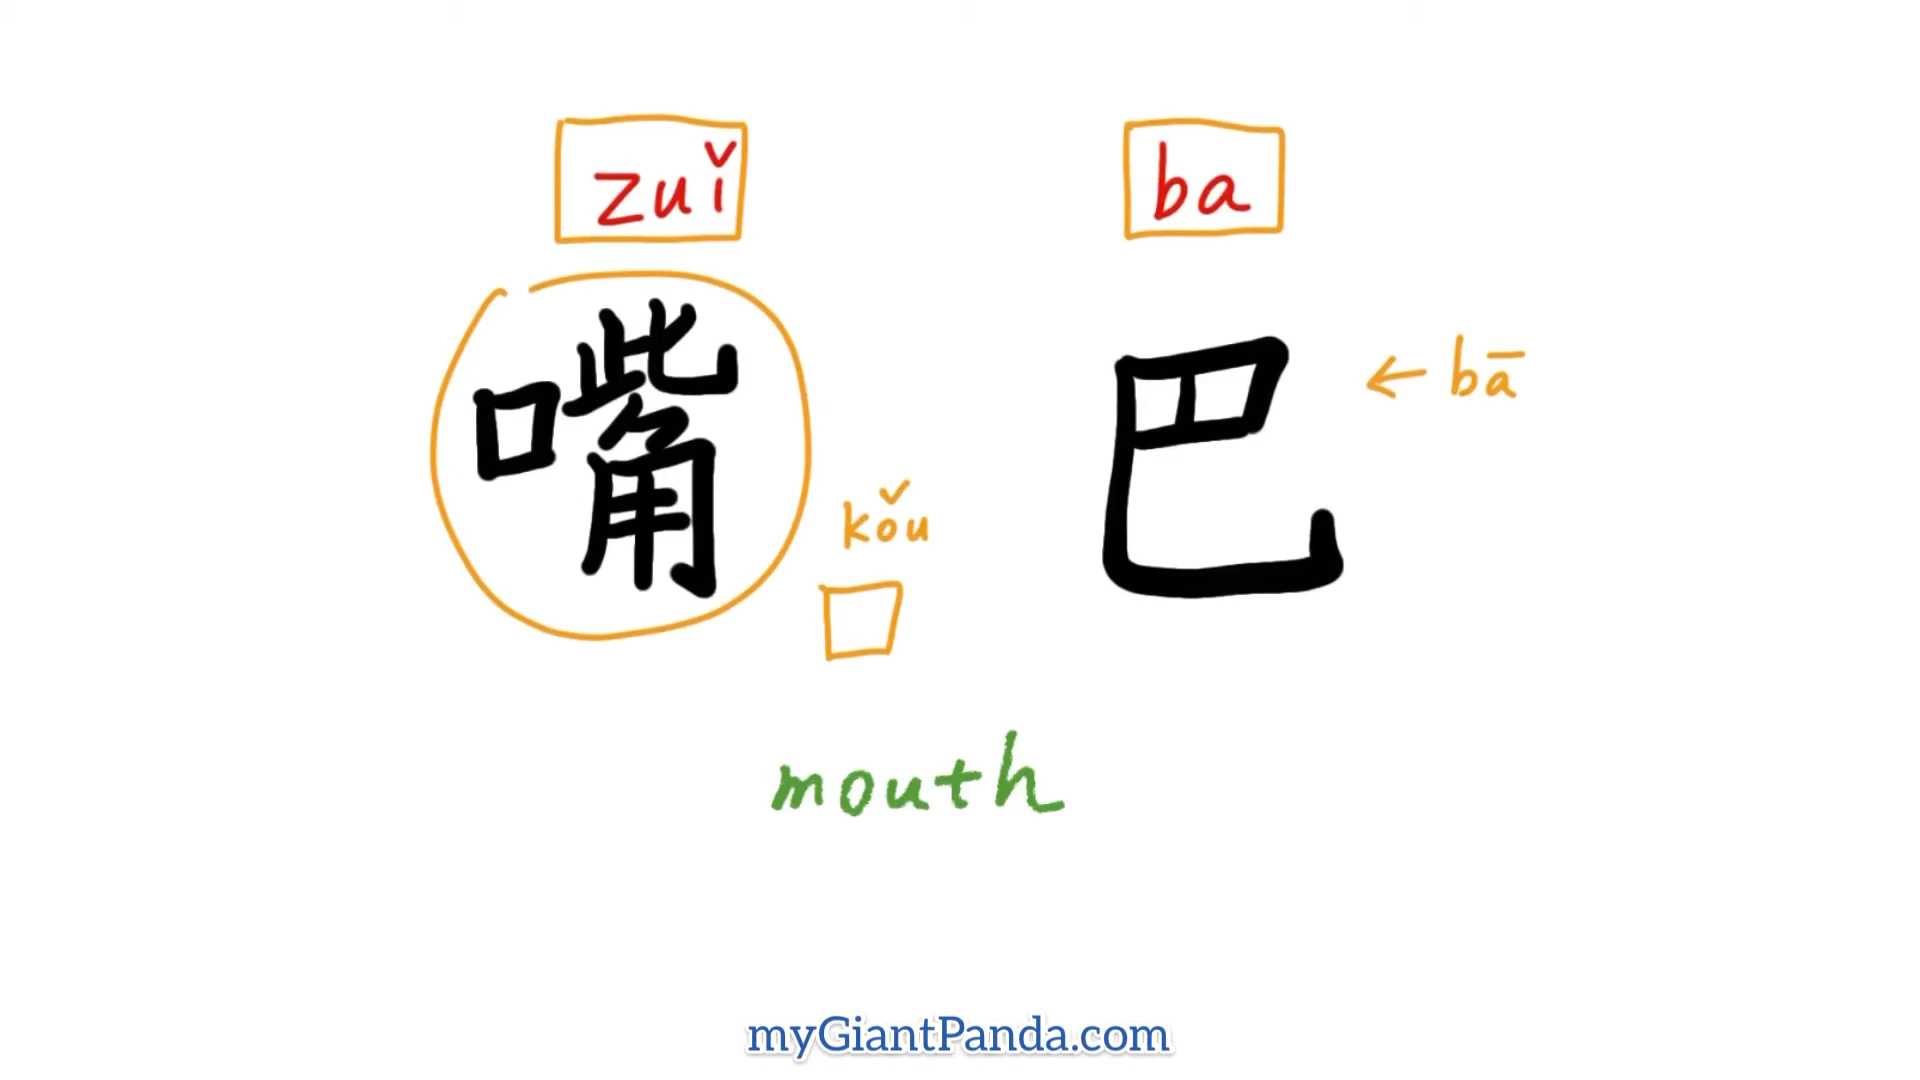 zuǐ ba
嘴 巴 ← bā
kǒu
口
mouth
myGiantPanda.com